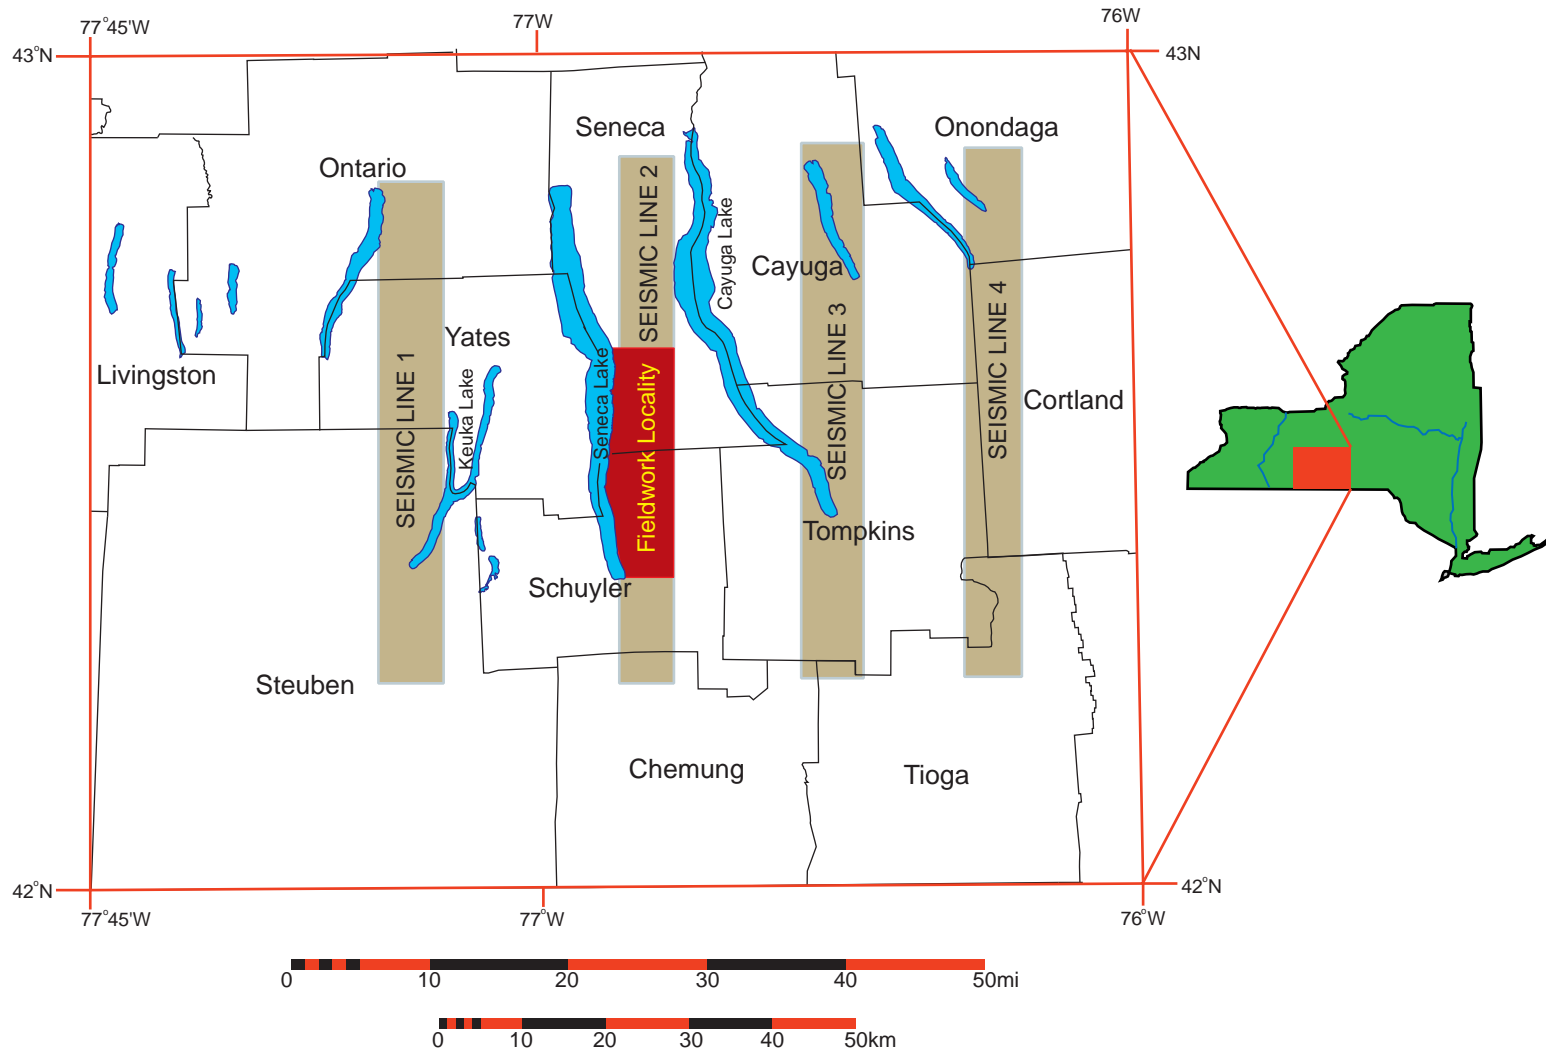 77°45'W
77W
76W
43°N
43N
Seneca
Onondaga
Ontario
SEISMIC LINE 2
Cayuga Lake
Cayuga
SEISMIC LINE 1
Yates
Keuka Lake
Seneca Lake
Fieldwork Locality
SEISMIC LINE 3
SEISMIC LINE 4
Livingston
Cortland
Tompkins
Schuyler
Steuben
Chemung
Tioga
42°N
42°N
77°45'W
77°W
76°W
0 10 20 30 40 50mi
0 10 20 30 40 50km